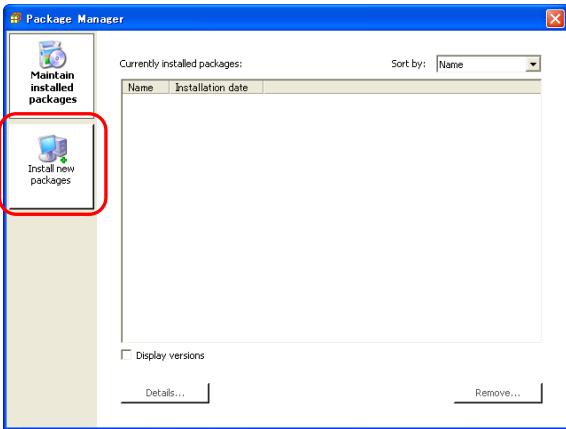 Package Manager
Maintain
installed
packages
Install new
packages
Currently installed packages:
Sort by: Name
Name Installation date
Display versions
Details...
Remove...